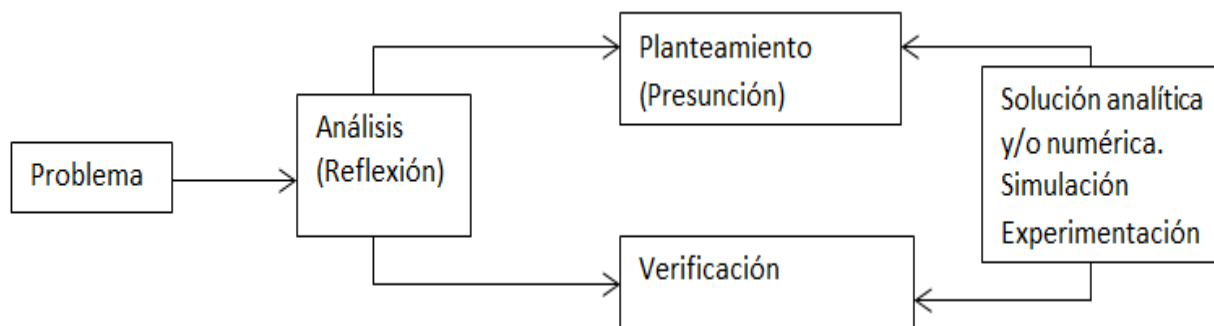 Problema
Análisis
(Reflexión)
Planteamiento
(Presunción)
Verificación
Solución analítica
y/o numérica.
Simulación
Experimentación